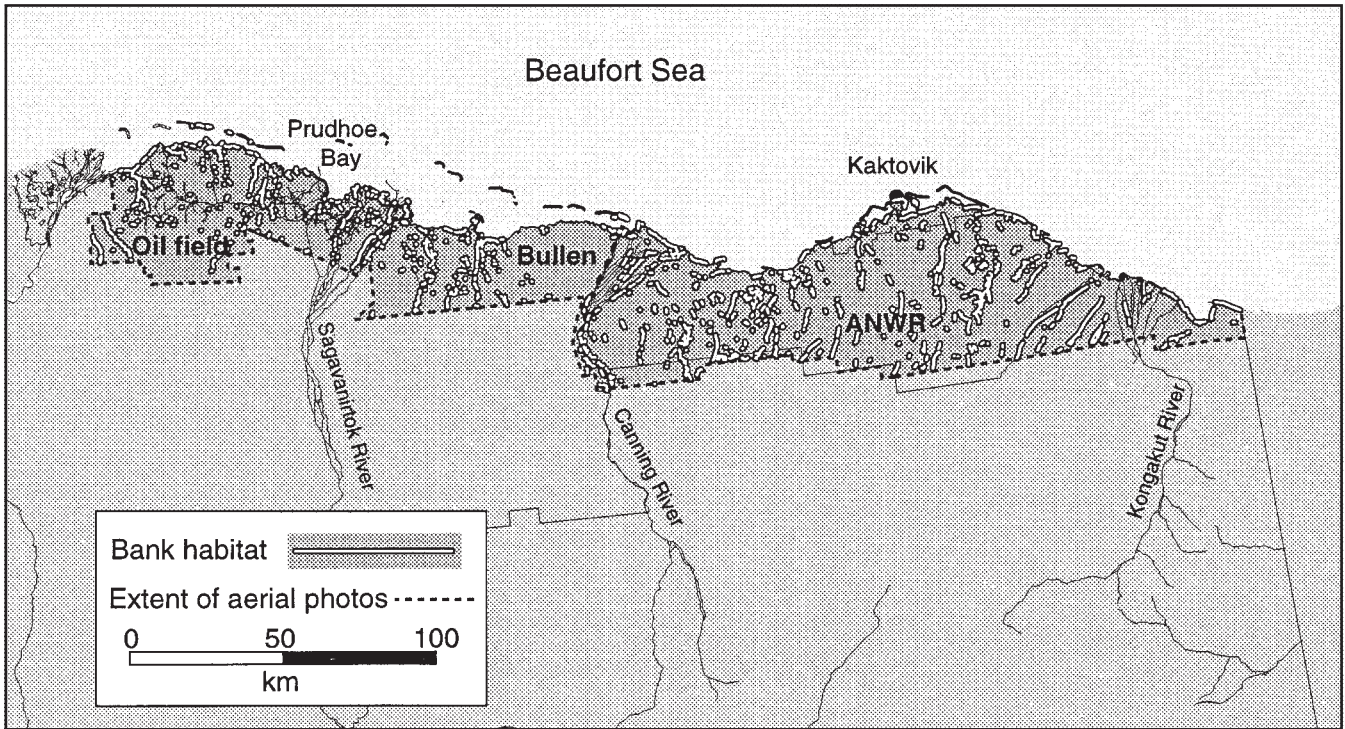 Beaufort Sea
Prudhoe
Bay
Kaktovik
Oil field
Bullen
ANWR
Sagavanirtok River
Canning River
Kongakut River
Bank habitat
Extent of aerial photos
0 50 100
km